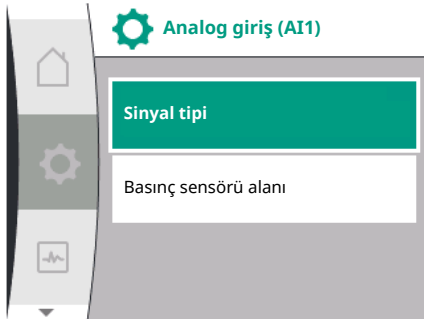 Analog giriş (AI1)
Sinyal tipi
Basınç sensörü alanı